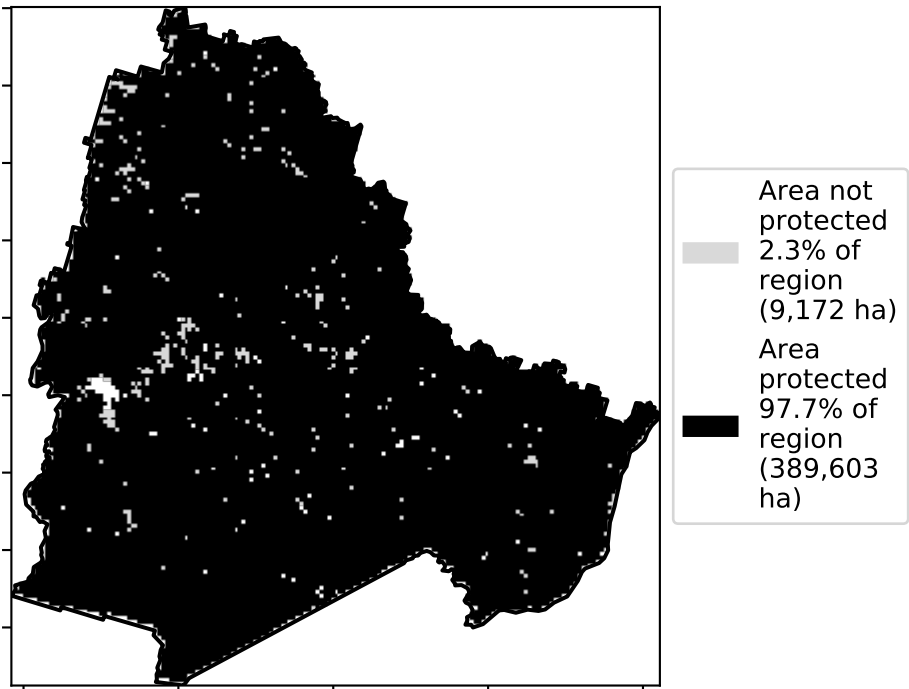 Area not
protected
2.3% of
region
(9,172 ha)
Area
protected
97.7% of
region
(389,603
ha)